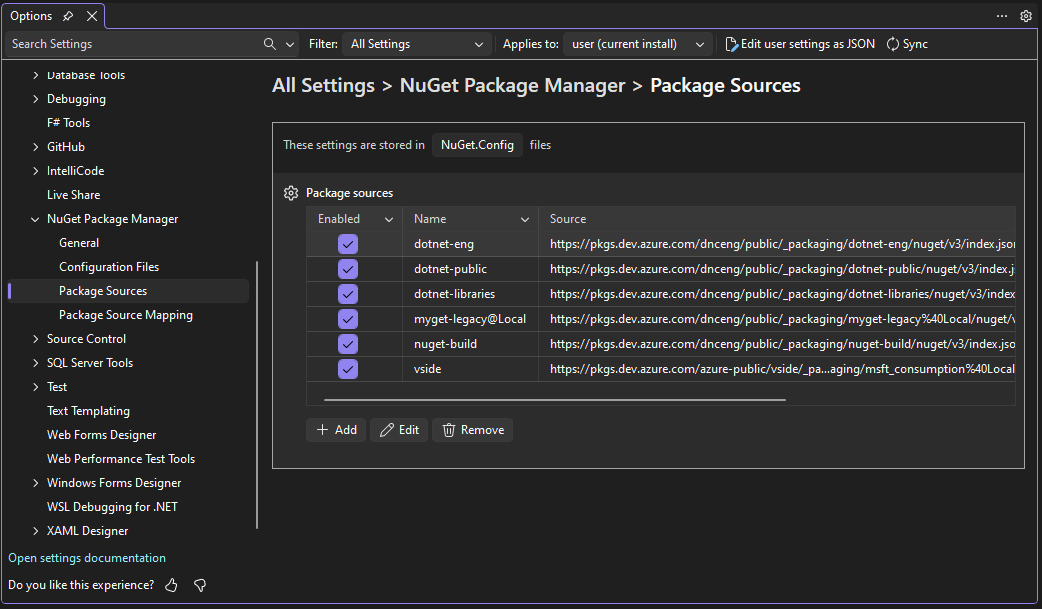 Options
Search Settings
Filter: All Settings
Applies to: user (current install)
Edit user settings as JSON
Sync
Database Tools
Debugging
F# Tools
GitHub
IntelliCode
Live Share
NuGet Package Manager
General
Configuration Files
Package Sources
Package Source Mapping
Source Control
SQL Server Tools
Test
Text Templating
Web Forms Designer
Web Performance Test Tools
Windows Forms Designer
WSL Debugging for .NET
XAML Designer
Open settings documentation
Do you like this experience?
All Settings > NuGet Package Manager > Package Sources
These settings are stored in NuGet.Config files
Package sources
Enabled Name Source
dotnet-eng https://pkgs.dev.azure.com/dnceng/public/_packaging/dotnet-eng/nuget/v3/index.json
dotnet-public https://pkgs.dev.azure.com/dnceng/public/_packaging/dotnet-public/nuget/v3/index.j
dotnet-libraries https://pkgs.dev.azure.com/dnceng/public/_packaging/dotnet-libraries/nuget/v3/index
myget-legacy@Local https://pkgs.dev.azure.com/dnceng/public/_packaging/myget-legacy%40Local/nuget/v
nuget-build https://pkgs.dev.azure.com/dnceng/public/_packaging/nuget-build/nuget/v3/index.jso
vside https://pkgs.dev.azure.com/azure-public/vside/_pa...aging/msft_consumption%40Local
Add Edit Remove